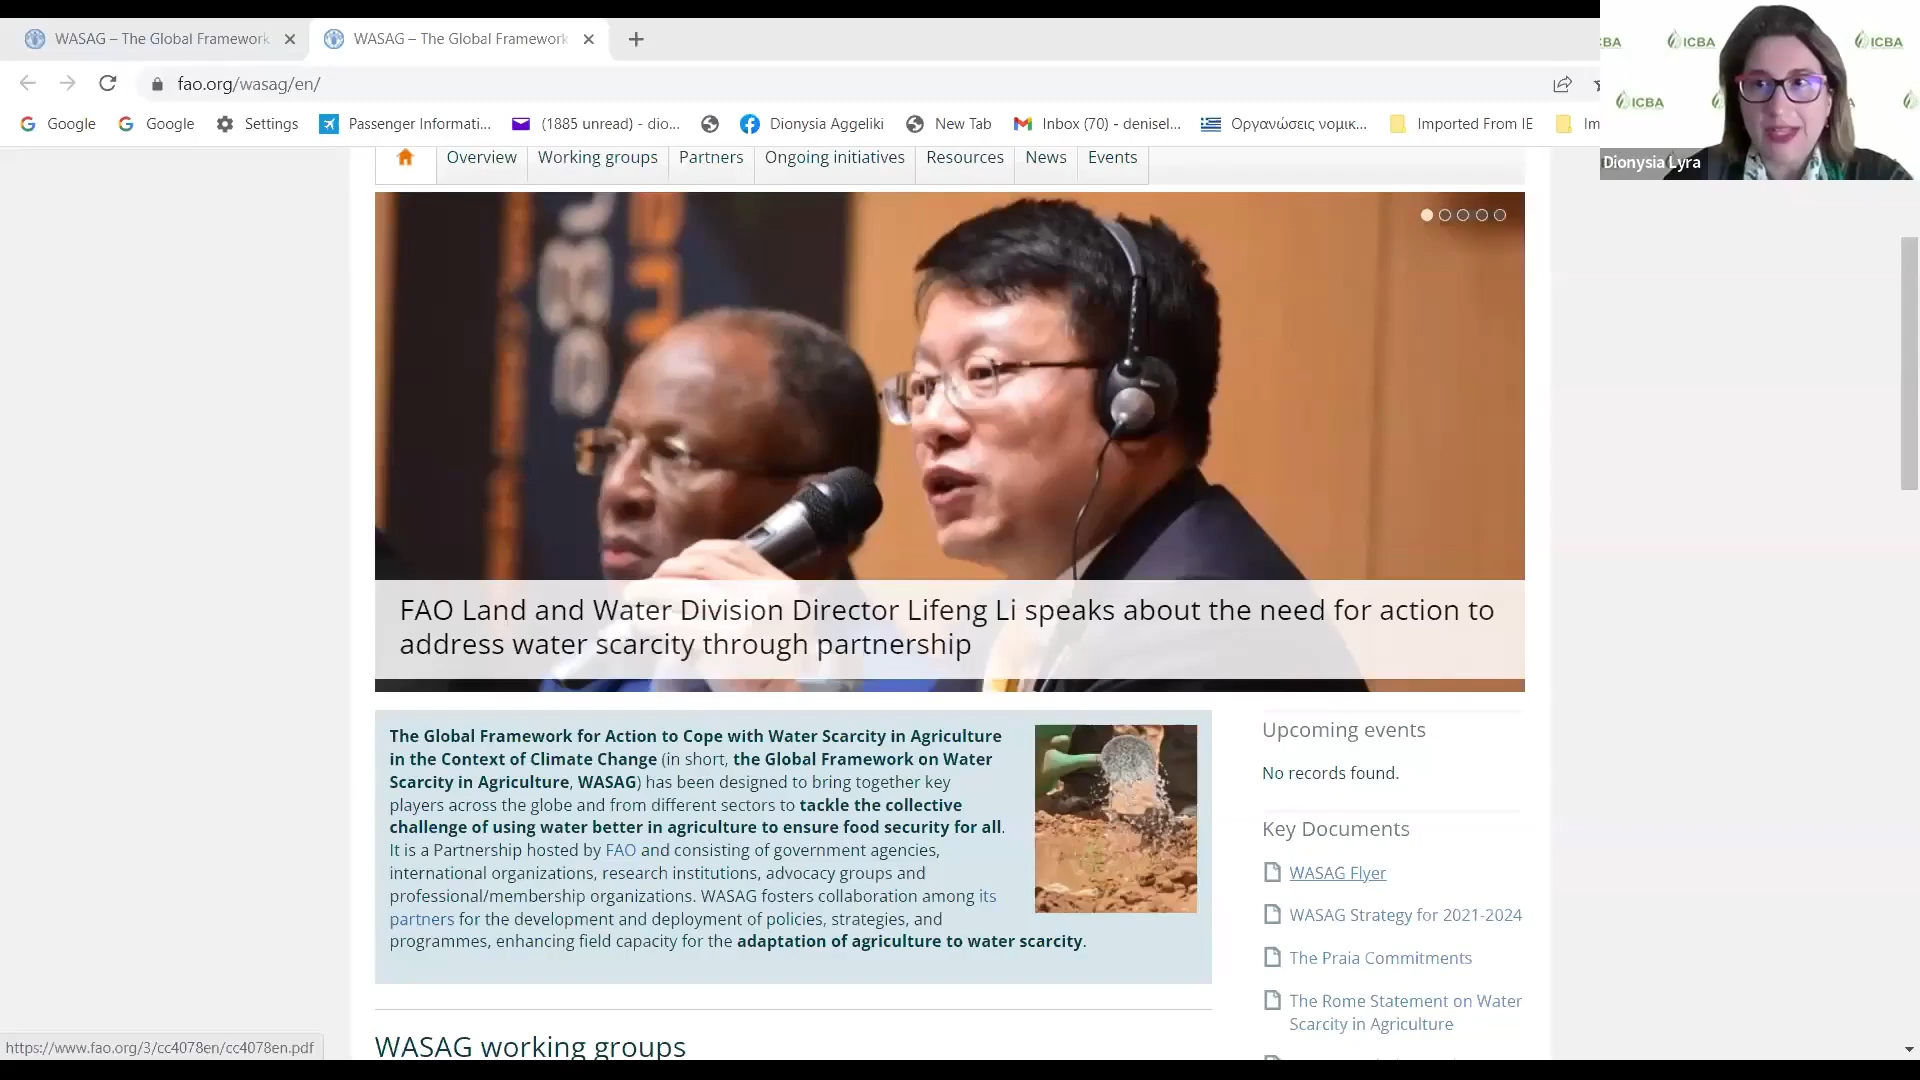 WASAG – The Global Framework
WASAG – The Global Framework
fao.org/wasag/en/
Google
Google
Settings
Passenger Informati...
(1885 unread) - dio...
Dionysia Aggeliki
New Tab
Inbox (70) - denisel...
Οργανώσεις νομικ...
Imported From IE
Im
BA
ICBA
ICBA
ICBA
A
Dionysia Lyra
Overview
Working groups
Partners
Ongoing initiatives
Resources
News
Events
FAO Land and Water Division Director Lifeng Li speaks about the need for action to
address water scarcity through partnership
The Global Framework for Action to Cope with Water Scarcity in Agriculture
in the Context of Climate Change (in short, the Global Framework on Water
Scarcity in Agriculture, WASAG) has been designed to bring together key
players across the globe and from different sectors to tackle the collective
challenge of using water better in agriculture to ensure food security for all.
It is a Partnership hosted by FAO and consisting of government agencies,
international organizations, research institutions, advocacy groups and
professional/membership organizations. WASAG fosters collaboration among its
partners for the development and deployment of policies, strategies, and
programmes, enhancing field capacity for the adaptation of agriculture to water scarcity.
Upcoming events
No records found.
Key Documents
WASAG Flyer
WASAG Strategy for 2021-2024
The Praia Commitments
The Rome Statement on Water
Scarcity in Agriculture
WASAG working groups
https://www.fao.org/3/cc4078en/cc4078en.pdf